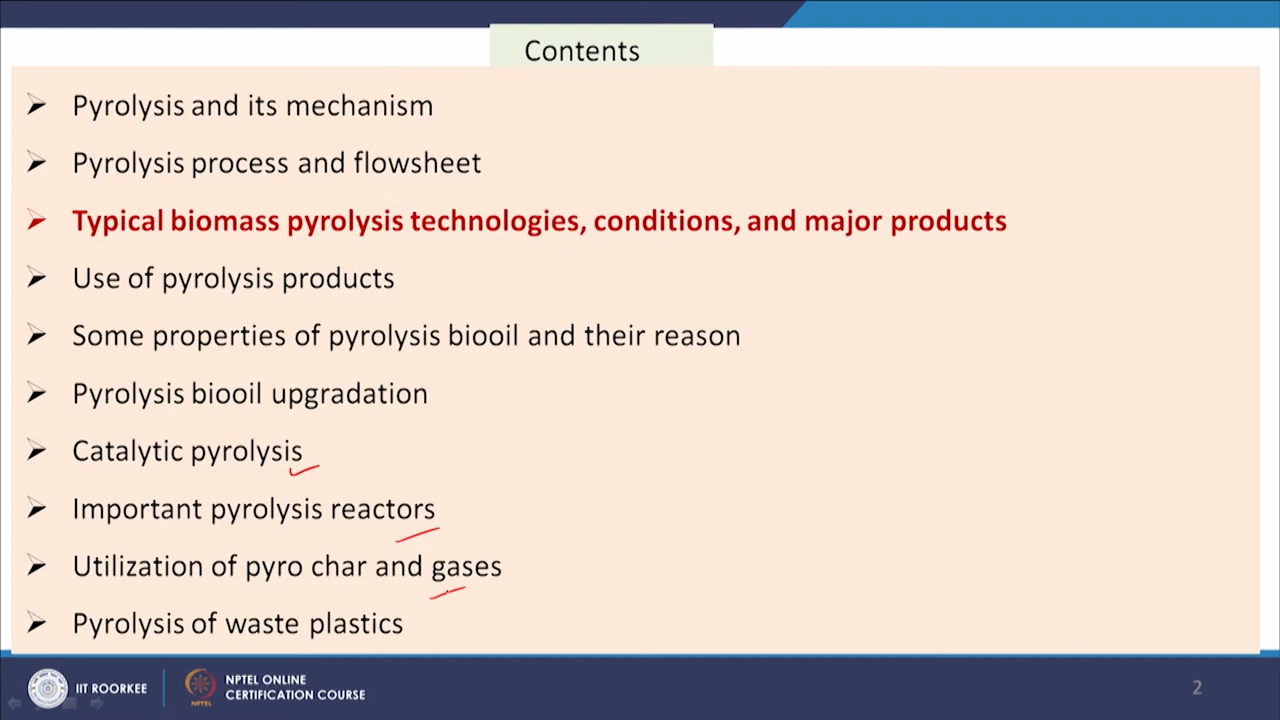 Contents
➢ Pyrolysis and its mechanism
➢ Pyrolysis process and flowsheet
➢ Typical biomass pyrolysis technologies, conditions, and major products
➢ Use of pyrolysis products
➢ Some properties of pyrolysis biooil and their reason
➢ Pyrolysis biooil upgradation
➢ Catalytic pyrolysis
➢ Important pyrolysis reactors
➢ Utilization of pyro char and gases
➢ Pyrolysis of waste plastics
IIT ROORKEE
NPTEL
NPTEL ONLINE
CERTIFICATION COURSE
2